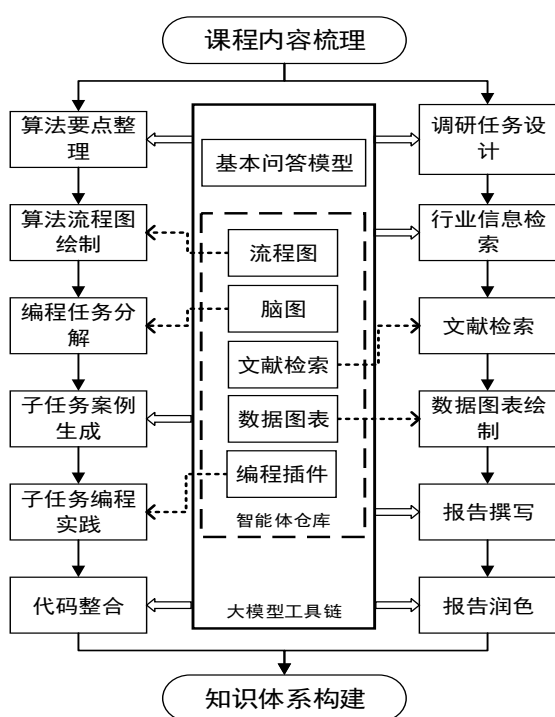 课程内容梳理
算法要点整
理
算法流程图
绘制
编程任务分
解
子任务案例
生成
子任务编程
实践
代码整合
基本问答模型
流程图
脑图
文献检索
数据图表
编程插件
智能体仓库
大模型工具链
调研任务设
计
行业信息检
索
文献检索
数据图表绘
制
报告撰写
报告润色
知识体系构建